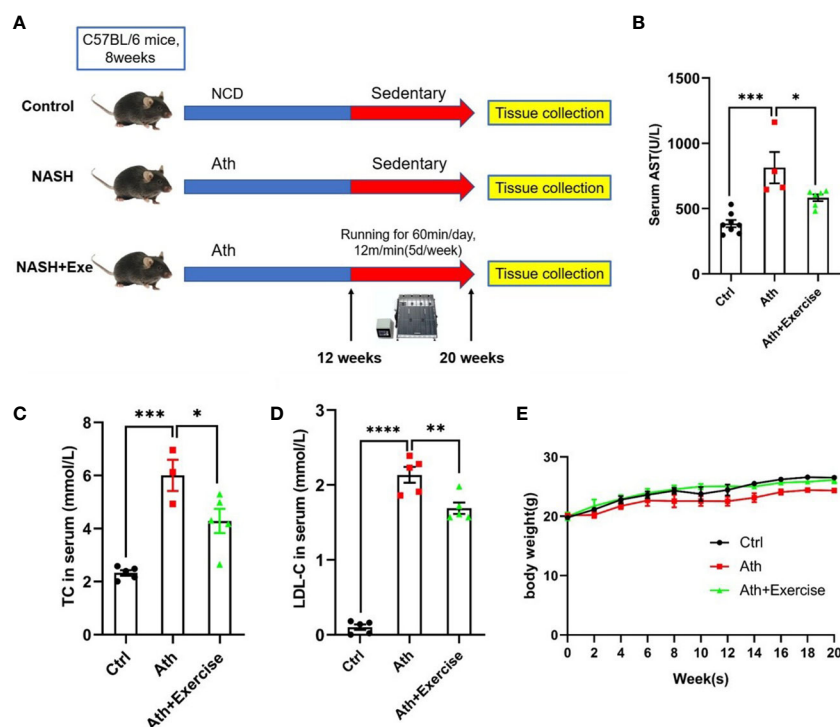 A
C57BL/6 mice,
8weeks
Control
NCD
Sedentary
Tissue collection
NASH
Ath
Sedentary
Tissue collection
NASH+Exe
Ath
Running for 60min/day,
12m/min(5d/week)
Tissue collection
12 weeks
20 weeks
B
Serum AST(U/L)
1500
1000
500
0
***
*
Ctrl
Ath
Ath+Exercise
C
TC in serum (mmol/L)
8
6
4
2
0
***
*
Ctrl
Ath
Ath+Exercise
D
LDL-C in serum (mmol/L)
3
2
1
0
****
**
Ctrl
Ath
Ath+Exercise
E
body weight(g)
40
30
20
10
0
Ctrl
Ath
Ath+Exercise
0 2 4 6 8 10 12 14 16 18 20
Week(s)